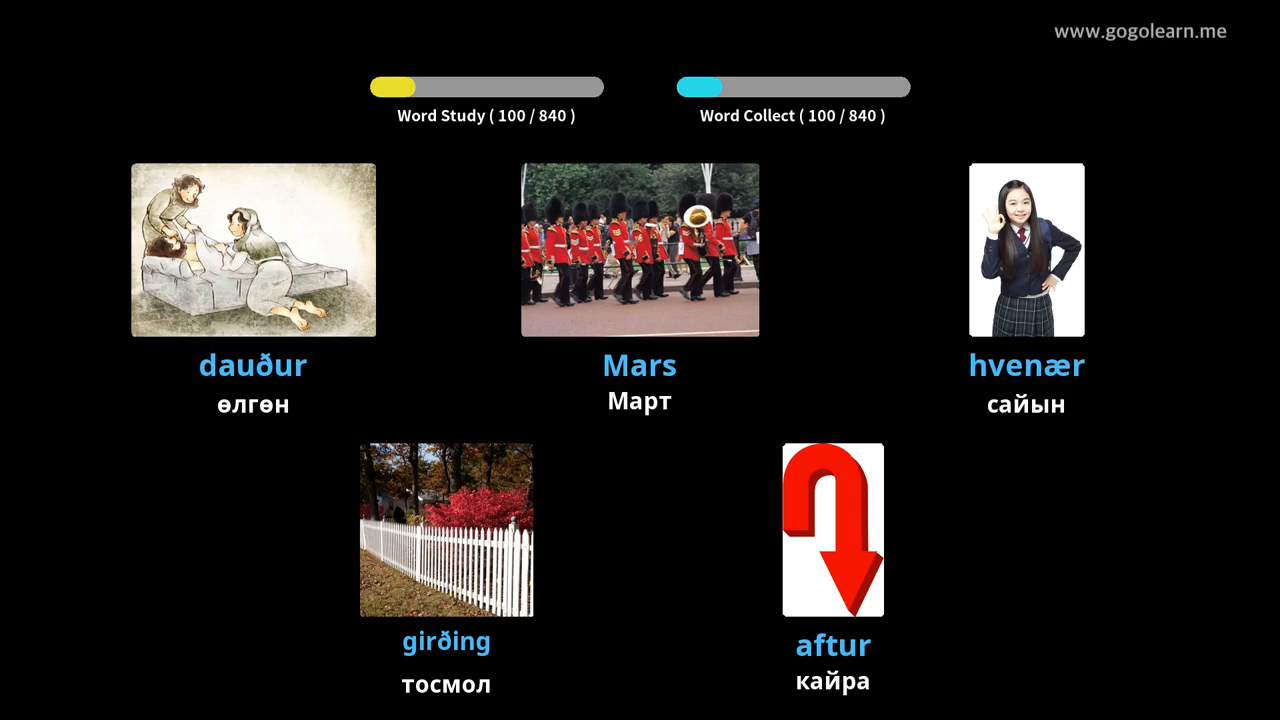 www.gogolearn.me
Word Study ( 100 / 840 )
Word Collect ( 100 / 840 )
dauður
өлгөн
Mars
Март
hvenær
сайын
girðing
тосмол
aftur
кайра